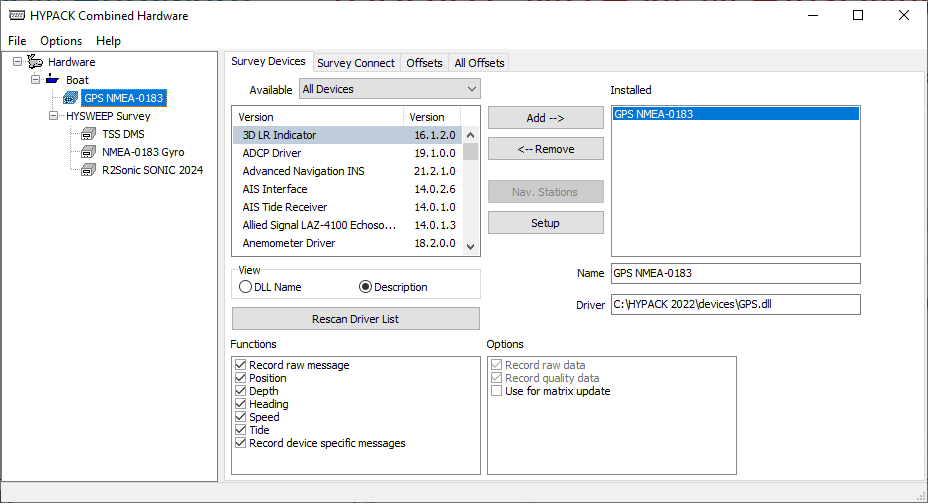 HYPACK Combined Hardware
File Options Help
Hardware
Boat
GPS NMEA-0183
HYSWEEP Survey
TSS DMS
NMEA-0183 Gyro
R2Sonic SONIC 2024
Survey Devices Survey Connect Offsets All Offsets
Available All Devices
Version Version
3D LR Indicator 16.1.2.0
ADCP Driver 19.1.0.0
Advanced Navigation INS 21.2.1.0
AIS Interface 14.0.2.6
AIS Tide Receiver 14.0.1.0
Allied Signal LAZ-4100 Echoso... 14.0.1.3
Anemometer Driver 18.2.0.0
Add -->
<-- Remove
Nav. Stations
Setup
Installed
GPS NMEA-0183
View
DLL Name Description
Rescan Driver List
Name GPS NMEA-0183
Driver C:\HYPACK 2022\devices\GPS.dll
Functions
Record raw message
Position
Depth
Heading
Speed
Tide
Record device specific messages
Options
Record raw data
Record quality data
Use for matrix update